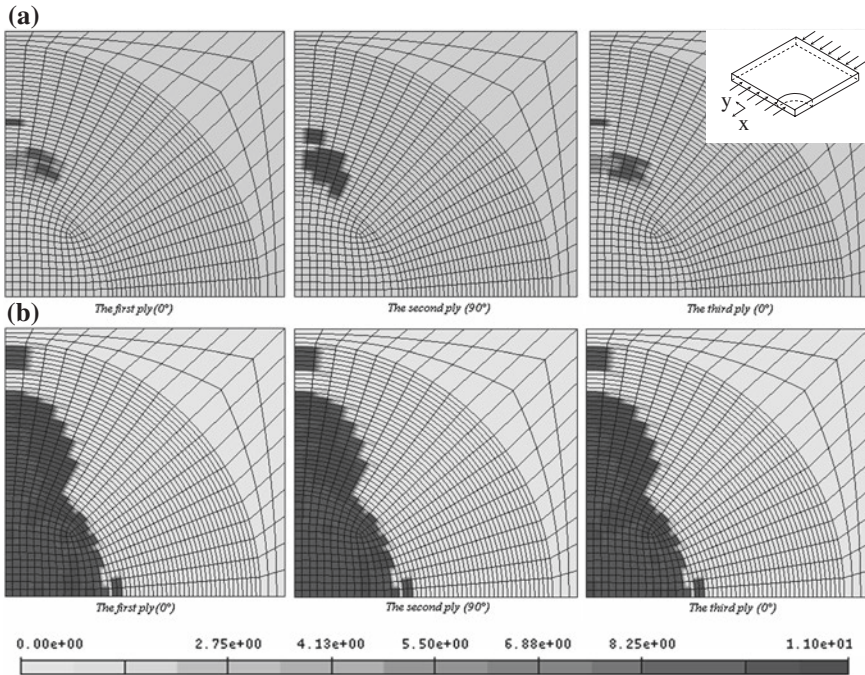 (a)
y
x
The first ply (0°)
The second ply (90°)
The third ply (0°)
(b)
The first ply (0°)
The second ply (90°)
The third ply (0°)
0.00e+00 2.75e+00 4.13e+00 5.50e+00 6.88e+00 8.25e+00 1.10e+01